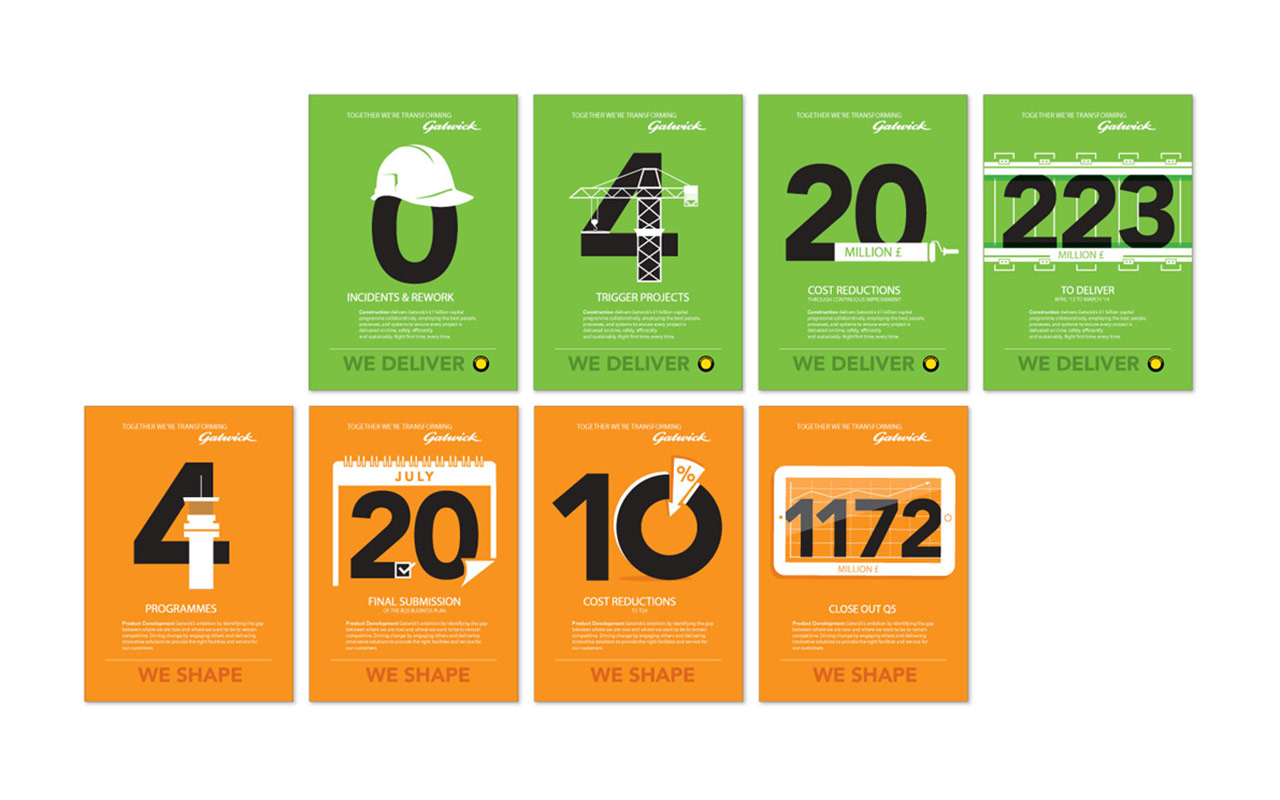 TOGETHER WE'RE TRANSFORMING
Gatwick
0
INCIDENTS & REWORK
Construction delivers Gatwick's £1 billion capital
programme collaboratively, employing the best people,
processes, and systems to ensure every project is
delivered on time, safely, efficiently
and sustainably. Right first time, every time.
WE DELIVER
TOGETHER WE'RE TRANSFORMING
Gatwick
4
TRIGGER PROJECTS
Construction delivers Gatwick's £1 billion capital
programme collaboratively, employing the best people,
processes, and systems to ensure every project is
delivered on time, safely, efficiently
and sustainably. Right first time, every time.
WE DELIVER
TOGETHER WE'RE TRANSFORMING
Gatwick
20
MILLION £
COST REDUCTIONS
THROUGH CONTINUOUS IMPROVEMENT
Construction delivers Gatwick's £1 billion capital
programme collaboratively, employing the best people,
processes, and systems to ensure every project is
delivered on time, safely, efficiently
and sustainably. Right first time, every time.
WE DELIVER
TOGETHER WE'RE TRANSFORMING
Gatwick
223
MILLION £
TO DELIVER
APRIL '13 TO MARCH '14
Construction delivers Gatwick's £1 billion capital
programme collaboratively, employing the best people,
processes, and systems to ensure every project is
delivered on time, safely, efficiently
and sustainably. Right first time, every time.
WE DELIVER
TOGETHER WE'RE TRANSFORMING
Gatwick
4
PROGRAMMES
Product Development Gatwick's ambition by identifying the gap
between where we are now and where we want to be to remain
competitive. Driving change by engaging others and delivering
innovative solutions to provide the right facilities and service for
our customers.
WE SHAPE
TOGETHER WE'RE TRANSFORMING
Gatwick
JULY
20
FINAL SUBMISSION
OF THE BUSINESS PLAN
Product Development Gatwick's ambition by identifying the gap
between where we are now and where we want to be to remain
competitive. Driving change by engaging others and delivering
innovative solutions to provide the right facilities and service for
our customers.
WE SHAPE
TOGETHER WE'RE TRANSFORMING
Gatwick
%
10
COST REDUCTIONS
TO TG4
Product Development Gatwick's ambition by identifying the gap
between where we are now and where we want to be to remain
competitive. Driving change by engaging others and delivering
innovative solutions to provide the right facilities and service for
our customers.
WE SHAPE
TOGETHER WE'RE TRANSFORMING
Gatwick
1172
MILLION £
CLOSE OUT Q5
Product Development Gatwick's ambition by identifying the gap
between where we are now and where we want to be to remain
competitive. Driving change by engaging others and delivering
innovative solutions to provide the right facilities and service for
our customers.
WE SHAPE